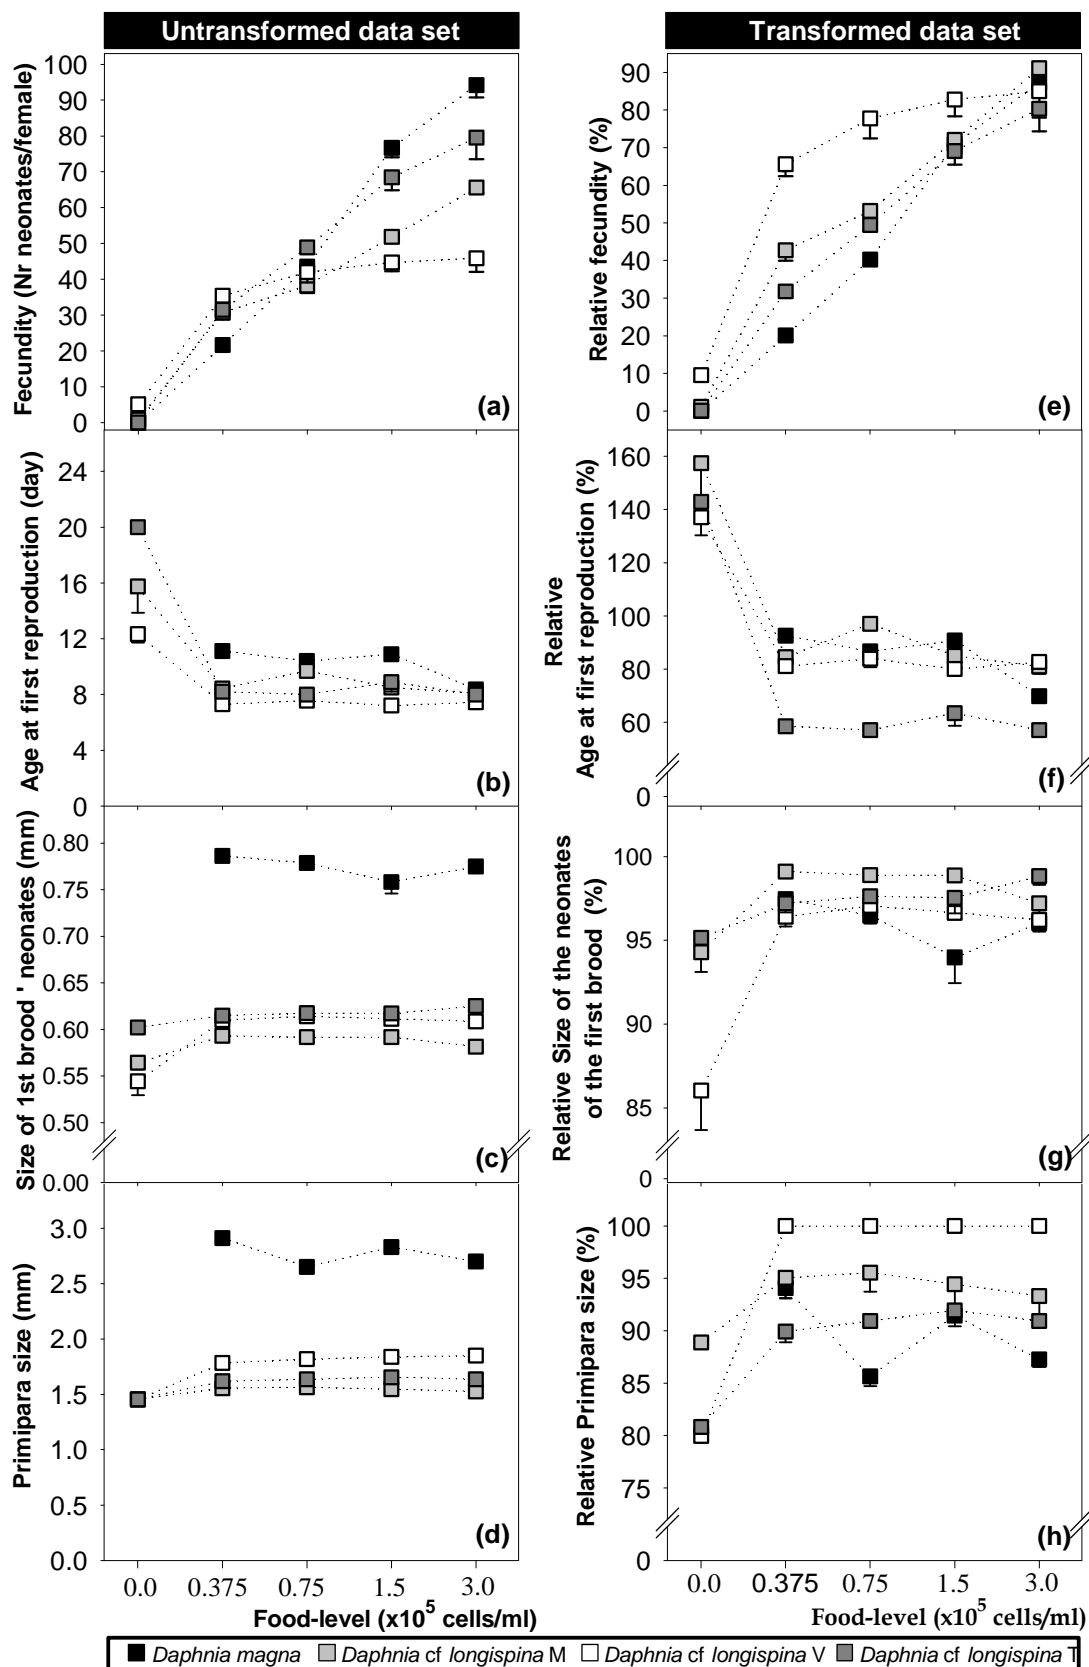 Untransformed data set
Transformed data set
Fecundity (Nr neonates/female)
100
90
80
70
60
50
40
30
20
10
0
(a)
Relative fecundity (%)
90
80
70
60
50
40
30
20
10
0
(e)
Age at first reproduction (day)
24
20
16
12
8
4
0
(b)
Relative
Age at first reproduction (%)
160
140
120
100
80
60
0
(f)
Size of 1st brood ' neonates (mm)
0.80
0.75
0.70
0.65
0.60
0.55
0.50
0.00
(c)
Relative Size of the neonates
of the first brood (%)
100
95
90
85
0
(g)
Primipara size (mm)
3.0
2.5
2.0
1.5
1.0
0.5
0.0
(d)
Relative Primipara size (%)
100
95
90
85
80
75
0
(h)
0.0 0.375 0.75 1.5 3.0
Food-level (x10⁵ cells/ml)
0.0 0.375 0.75 1.5 3.0
Food-level (x10⁵ cells/ml)
Daphnia magna Daphnia cf longispina M Daphnia cf longispina V Daphnia cf longispina T